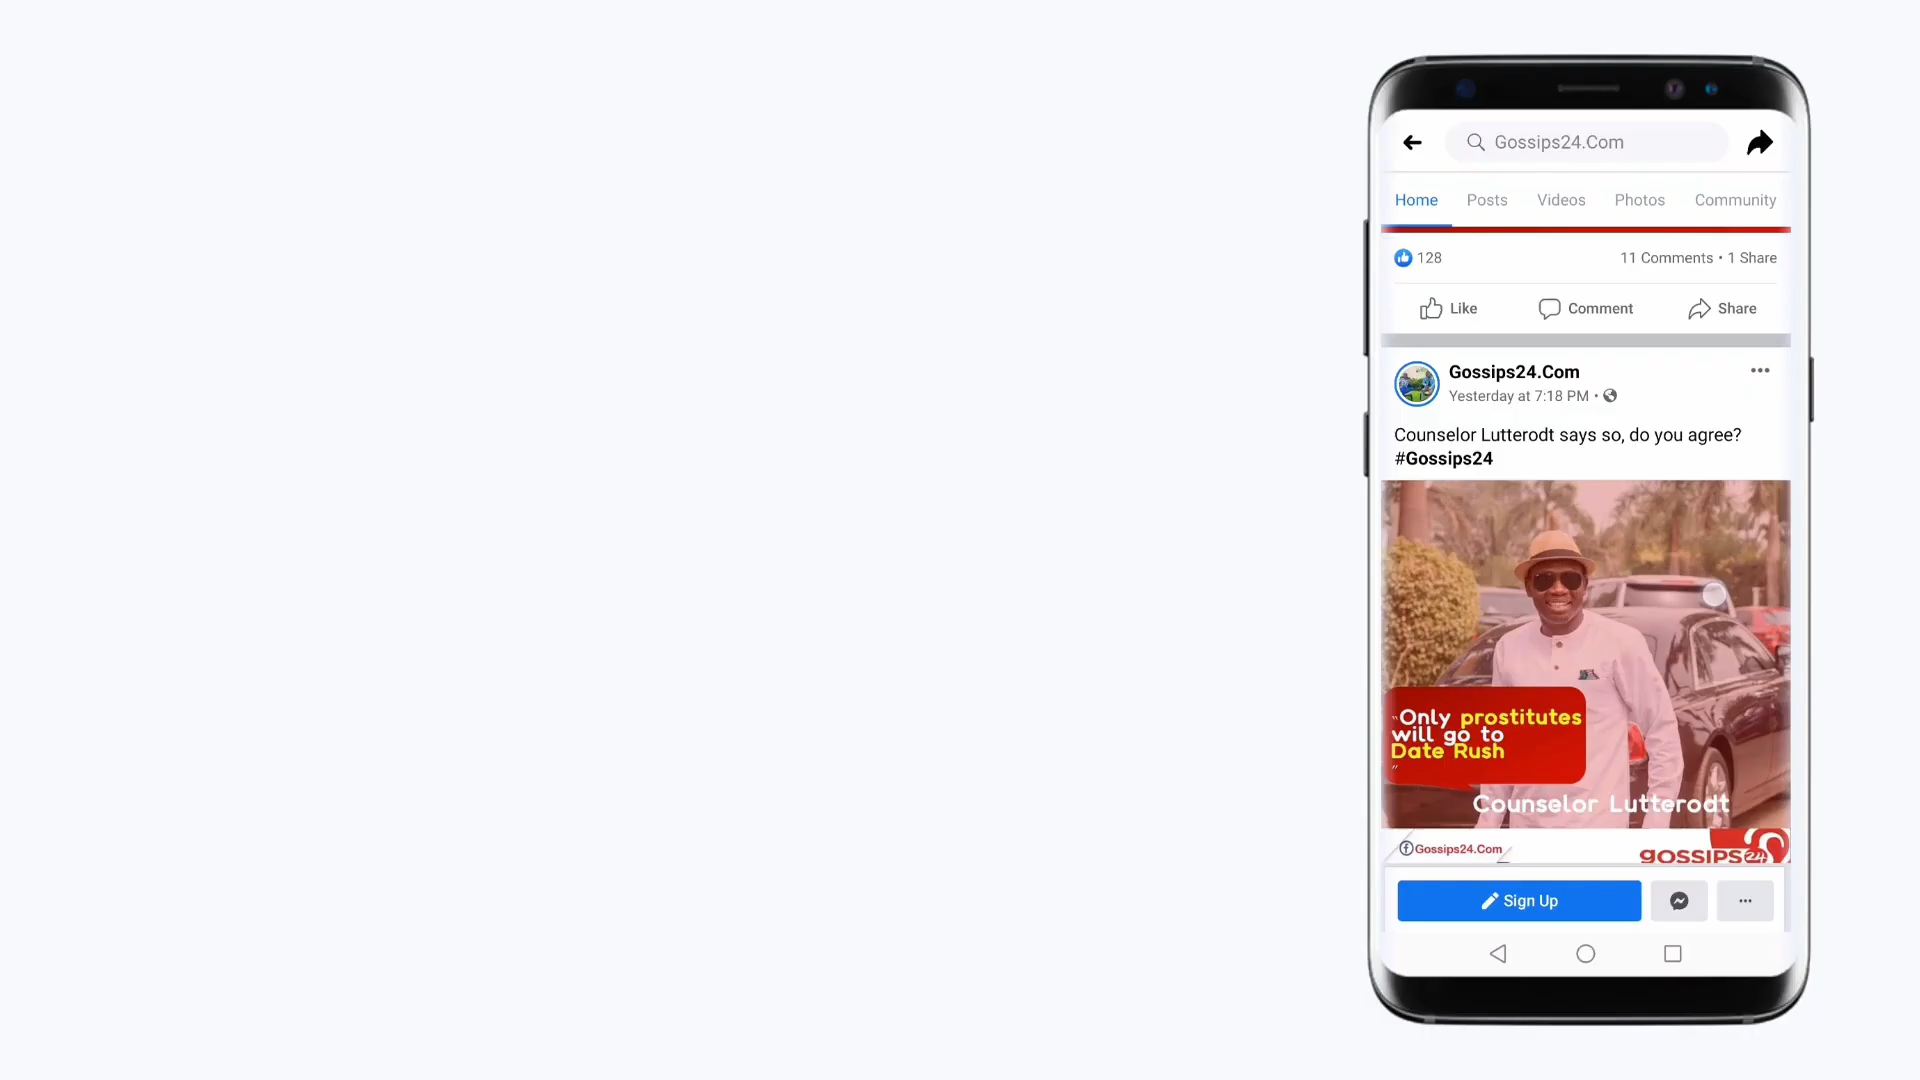 Gossips24.Com
Home Posts Videos Photos Community
128 11 Comments • 1 Share
Like Comment Share
Gossips24.Com
Yesterday at 7:18 PM •
Counselor Lutterodt says so, do you agree?
#Gossips24
"Only prostitutes
will go to
Date Rush
"
Counselor Lutterodt
Gossips24.Com
gossips24
Sign Up